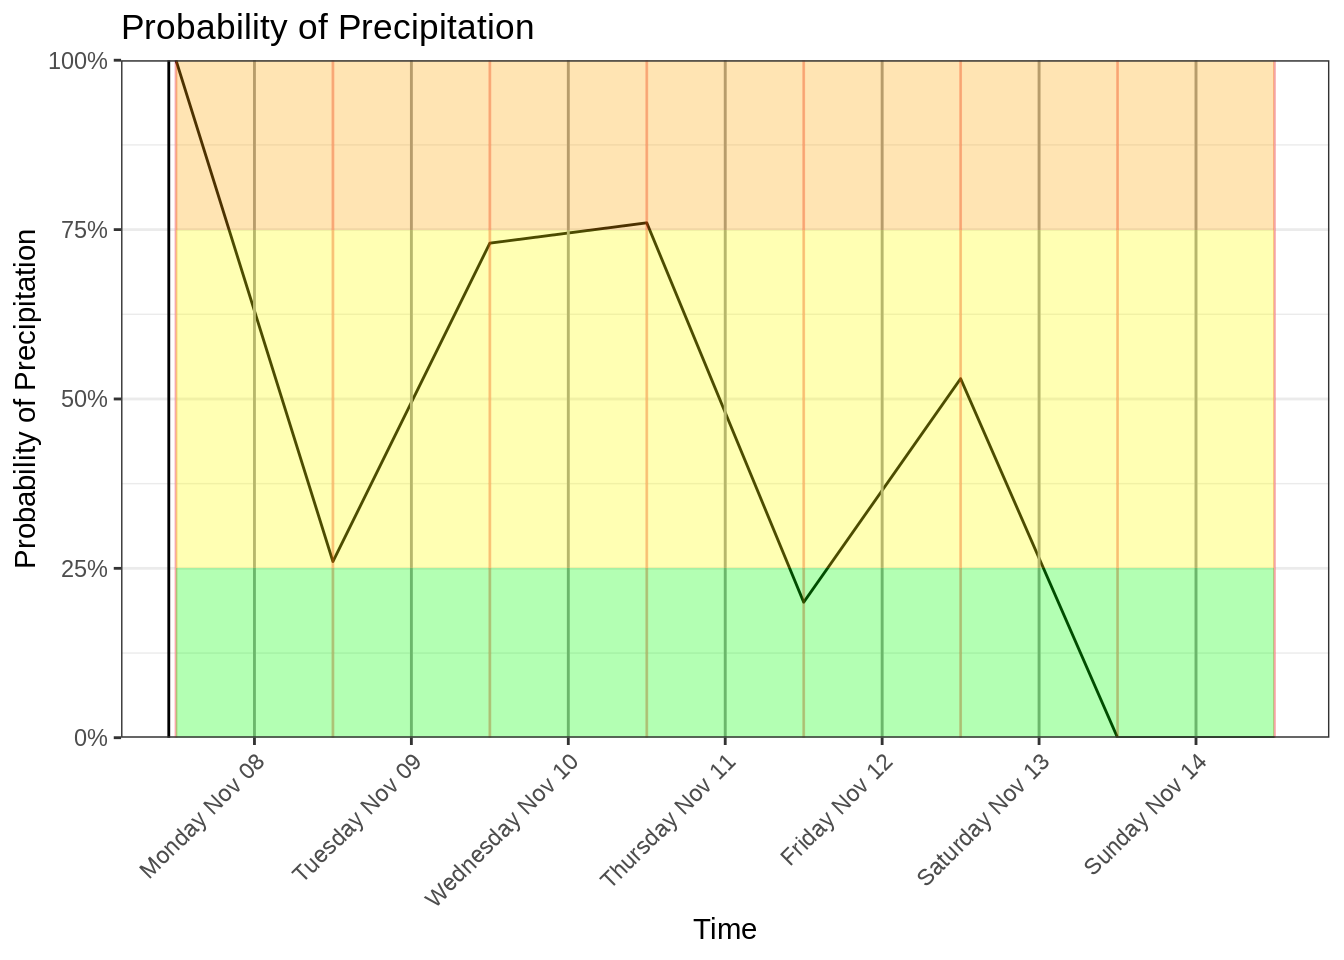 Probability of Precipitation
Probability of Precipitation
100%
75%
50%
25%
0%
Monday Nov 08
Tuesday Nov 09
Wednesday Nov 10
Thursday Nov 11
Friday Nov 12
Saturday Nov 13
Sunday Nov 14
Time